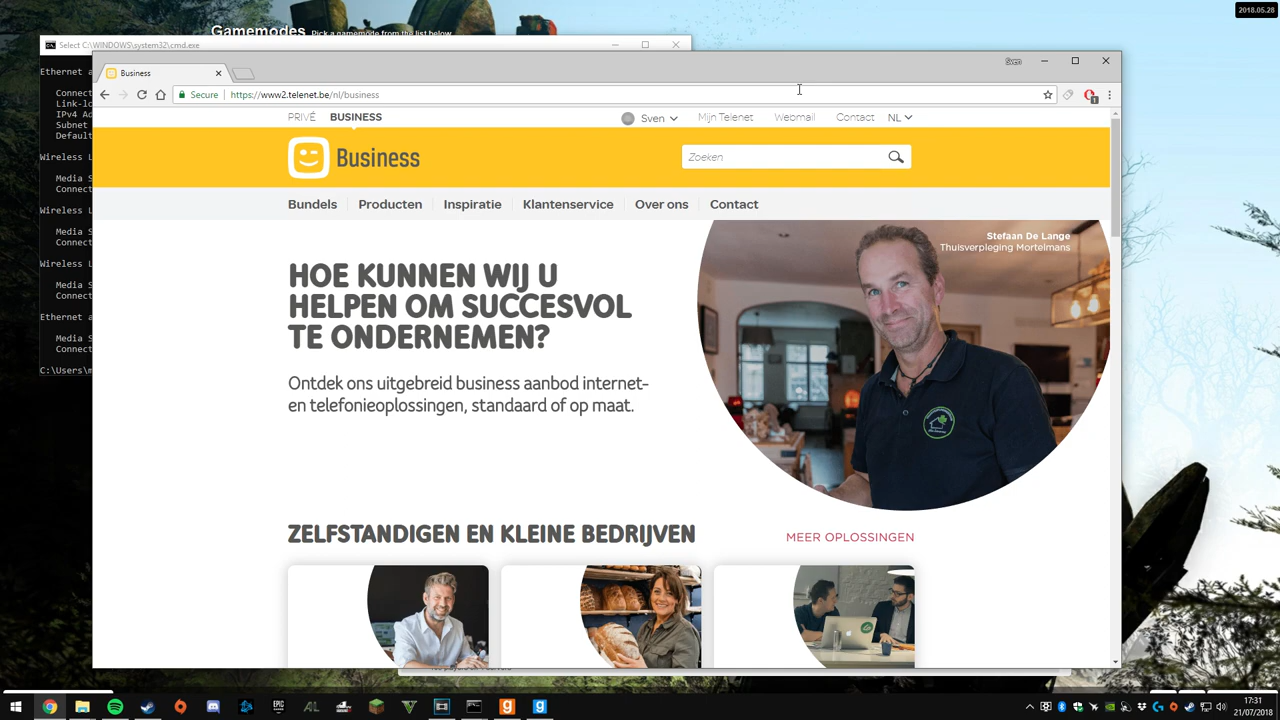 2018.05.28
Gamemodes Pick a gamemode from the list below
Select C:\WINDOWS\system32\cmd.exe
Ethernet a
Connect
Link-lo
IPv4 Ad
Subnet
Default
Wireless L
Media S
Connect
Wireless L
Media S
Connect
Wireless L
Media S
Connect
Ethernet a
Media S
Connect
C:\Users\m
Business
Sven
Secure https://www2.telenet.be/nl/business
1
PRIVÉ BUSINESS Sven Mijn Telenet Webmail Contact NL
Business
Zoeken
Bundels Producten Inspiratie Klantenservice Over ons Contact
Stefaan De Lange
Thuisverpleging Mortelmans
HOE KUNNEN WIJ U
HELPEN OM SUCCESVOL
TE ONDERNEMEN?
Ontdek ons uitgebreid business aanbod internet-
en telefonieoplossingen, standaard of op maat.
ZELFSTANDIGEN EN KLEINE BEDRIJVEN
MEER OPLOSSINGEN
EPIC
GAMES
17:31
21/07/2018